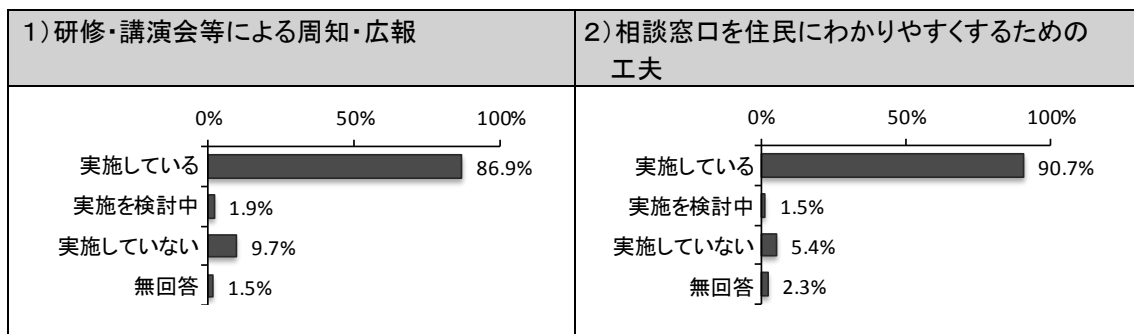 1)研修・講演会等による周知・広報
0% 50% 100%
実施している 86.9%
実施を検討中 1.9%
実施していない 9.7%
無回答 1.5%
2)相談窓口を住民にわかりやすくするための
工夫
0% 50% 100%
実施している 90.7%
実施を検討中 1.5%
実施していない 5.4%
無回答 2.3%